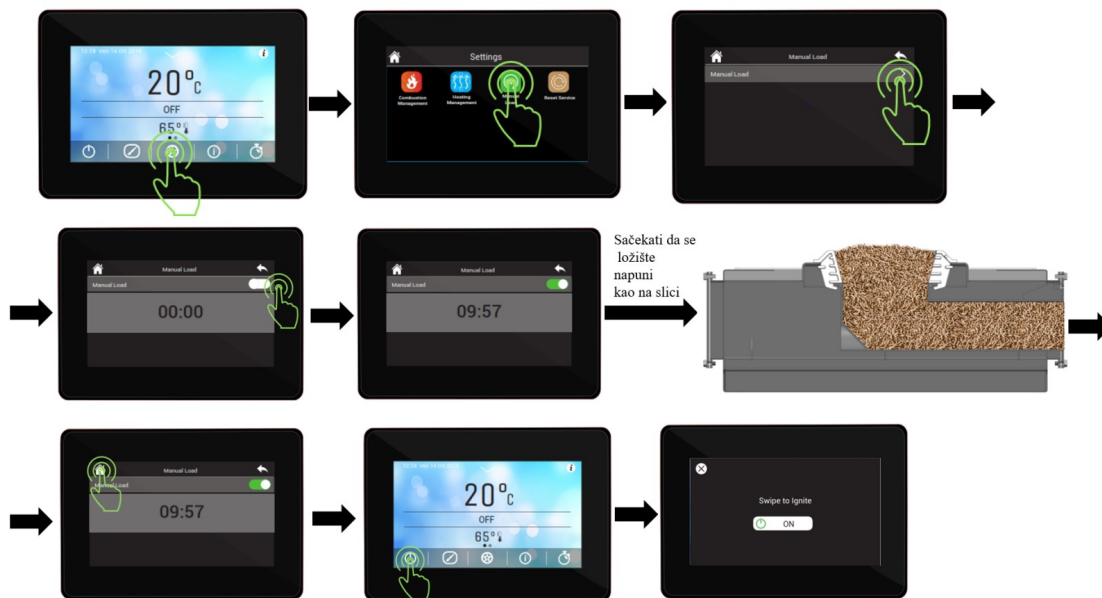 20°C
OFF
65°
Settings
Combustion Management
Heating Management
Reset Service
Manual Load
Manual Load
Manual Load
Manual Load
00:00
Manual Load
Manual Load
09:57
Sačekati da se
ložište
napuni
kao na slici
Manual Load
Manual Load
09:57
20°C
OFF
65°
Swipe to Ignite
ON